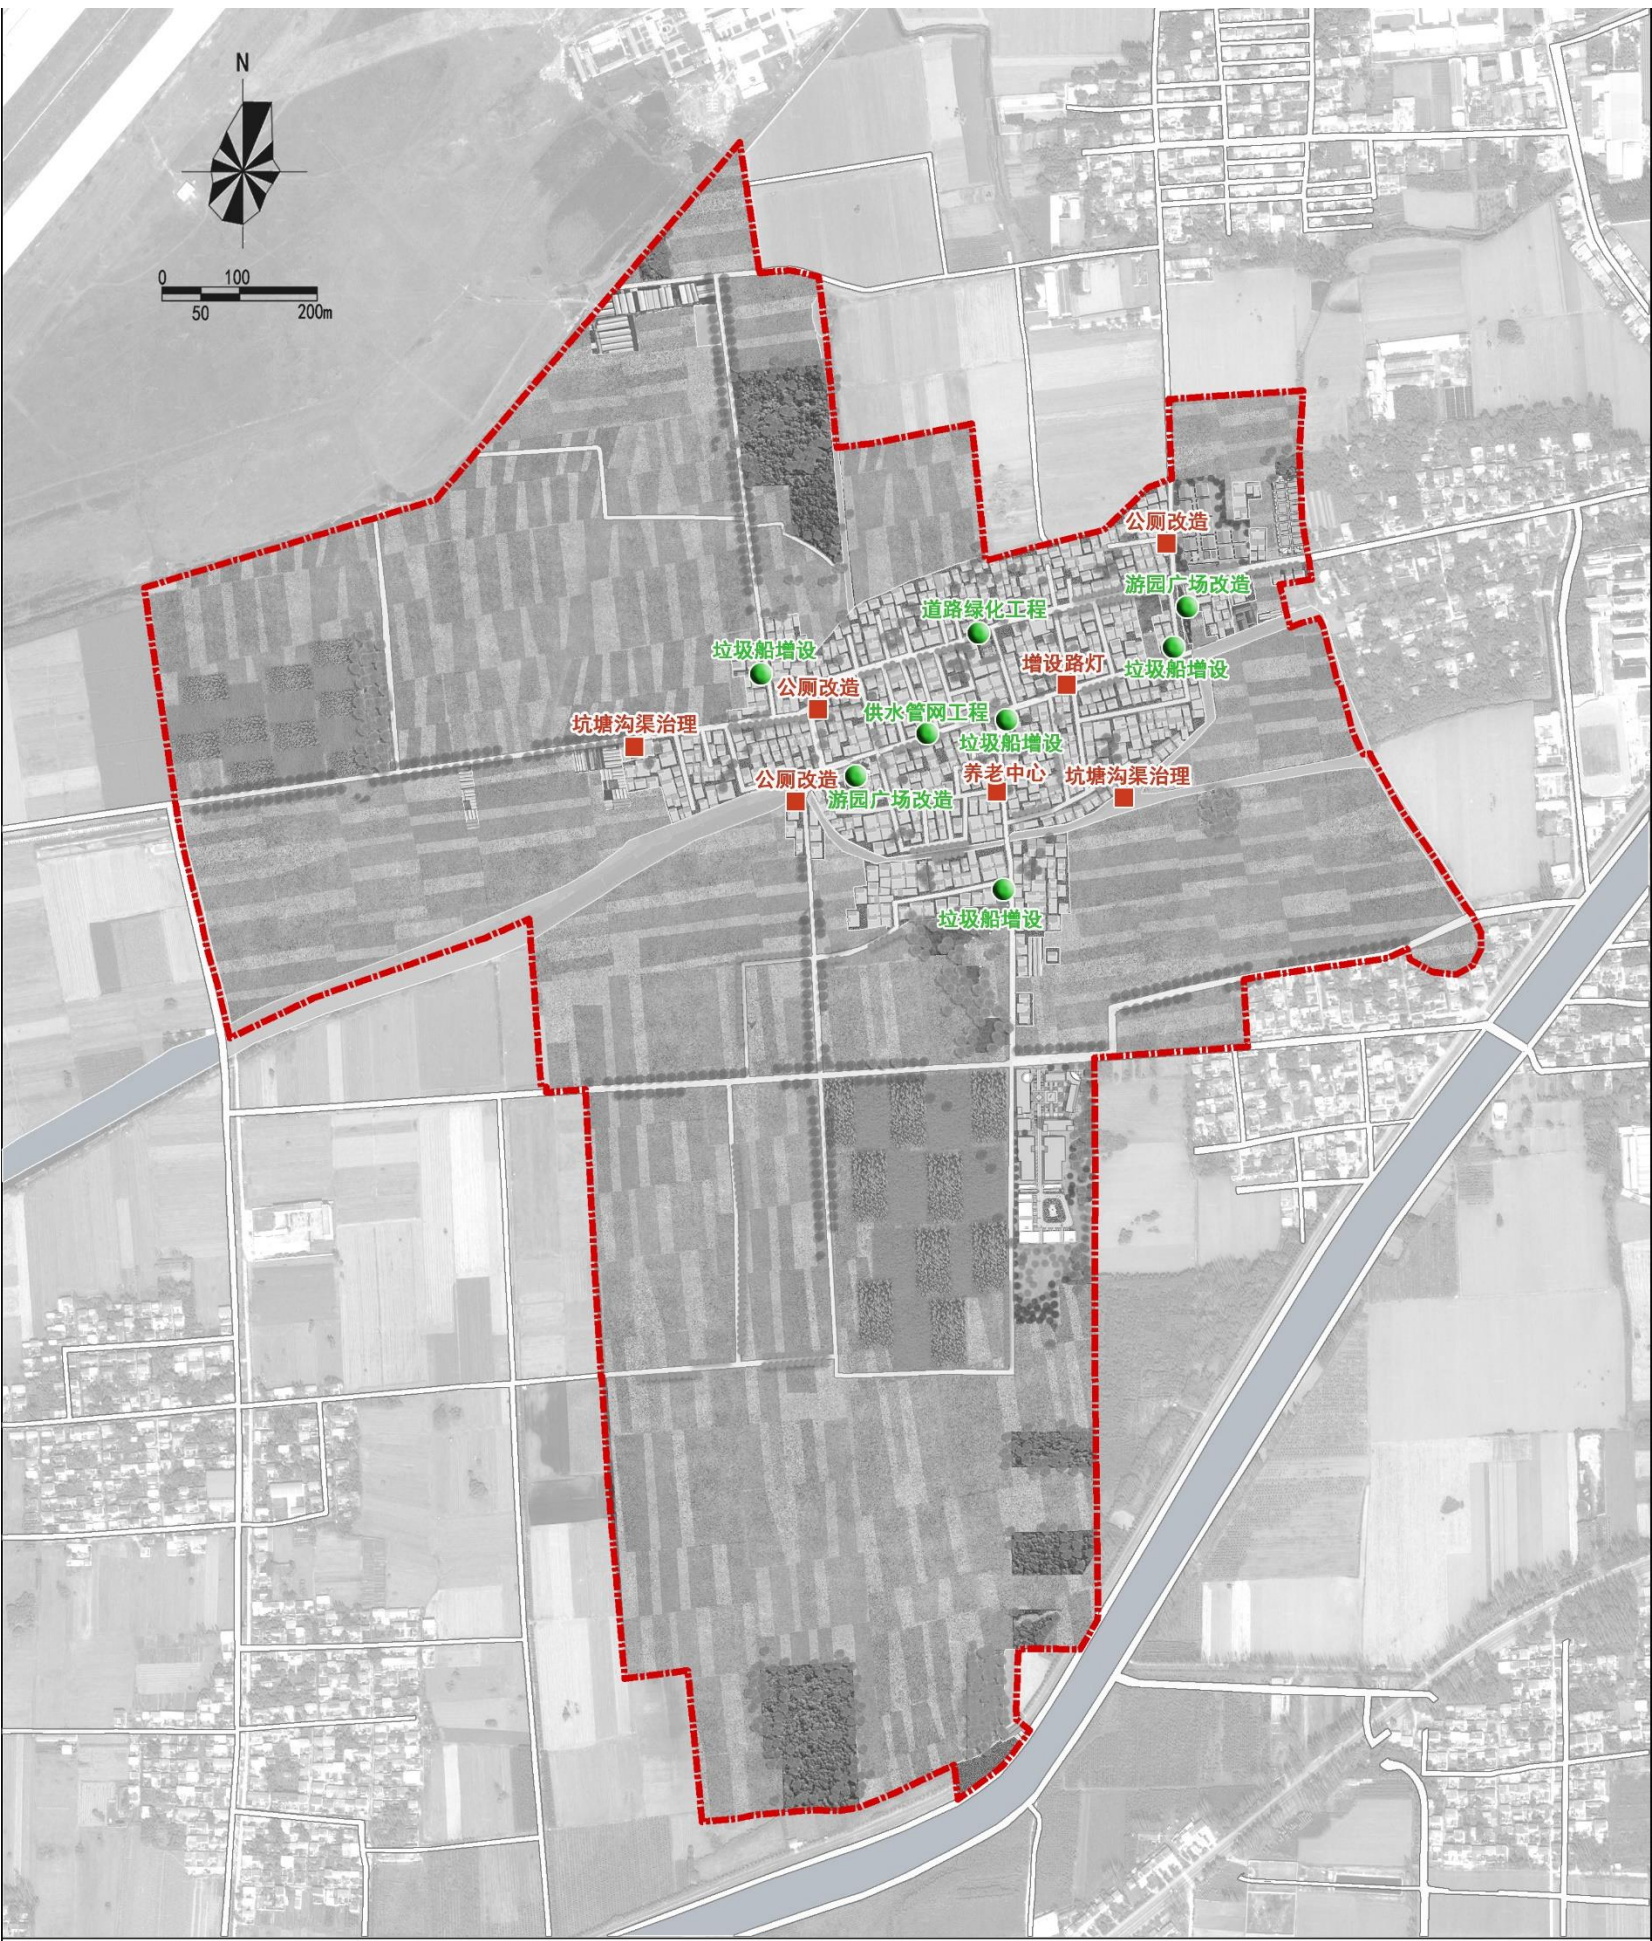 N
0 100
50 200m
公厕改造
游园广场改造
道路绿化工程
垃圾船增设
增设路灯
垃圾船增设
公厕改造
供水管网工程
坑塘沟渠治理
垃圾船增设
公厕改造
养老中心
坑塘沟渠治理
游园广场改造
垃圾船增设